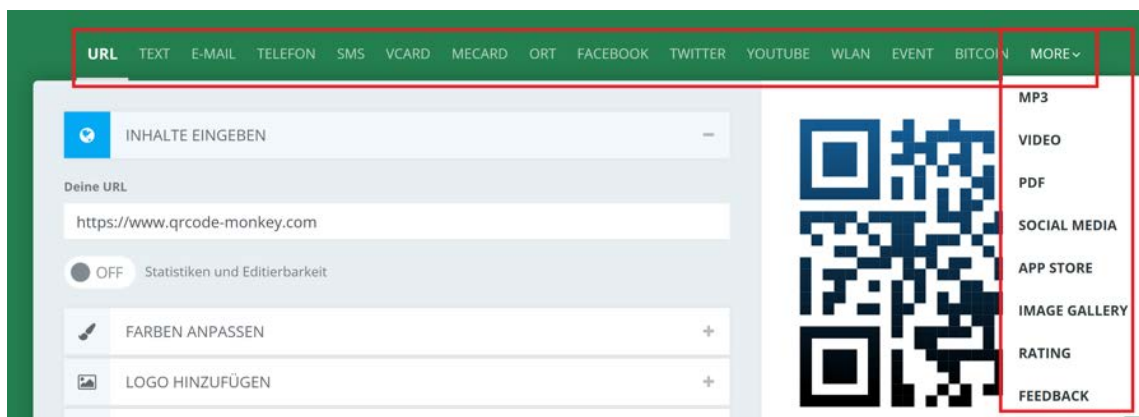 URL TEXT E-MAIL TELEFON SMS VCARD MECARD ORT FACEBOOK TWITTER YOUTUBE WLAN EVENT BITCOIN MORE
INHALTE EINGEBEN
Deine URL
https://www.qrcode-monkey.com
OFF Statistiken und Editierbarkeit
FARBEN ANPASSEN
LOGO HINZUFÜGEN
MP3
VIDEO
PDF
SOCIAL MEDIA
APP STORE
IMAGE GALLERY
RATING
FEEDBACK